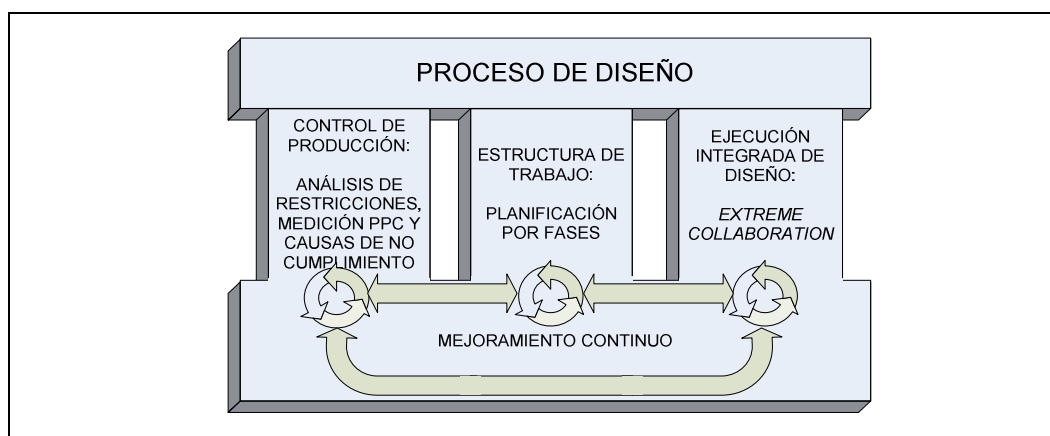 PROCESO DE DISEÑO
CONTROL DE
PRODUCCIÓN:
ANÁLISIS DE
RESTRICCIONES,
MEDICIÓN PPC Y
CAUSAS DE NO
CUMPLIMIENTO
ESTRUCTURA DE
TRABAJO:
PLANIFICACIÓN
POR FASES
EJECUCIÓN
INTEGRADA DE
DISEÑO:
EXTREME
COLLABORATION
MEJORAMIENTO CONTINUO